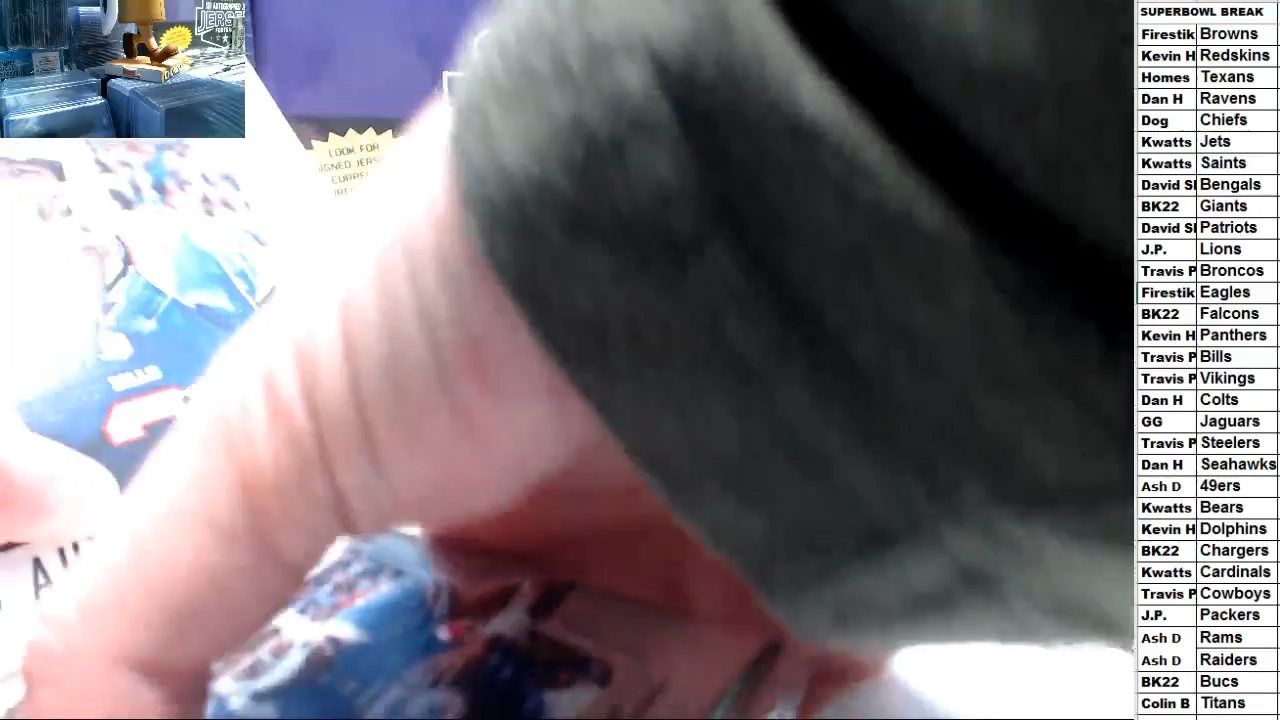 SUPERBOWL BREAK
Firestik Browns
Kevin H Redskins
Homes Texans
Dan H Ravens
Dog Chiefs
Kwatts Jets
Kwatts Saints
David Sl Bengals
BK22 Giants
David Sl Patriots
J.P. Lions
Travis P Broncos
Firestik Eagles
BK22 Falcons
Kevin H Panthers
Travis P Bills
Travis P Vikings
Dan H Colts
GG Jaguars
Travis P Steelers
Dan H Seahawks
Ash D 49ers
Kwatts Bears
Kevin H Dolphins
BK22 Chargers
Kwatts Cardinals
Travis P Cowboys
J.P. Packers
Ash D Rams
Ash D Raiders
BK22 Bucs
Colin B Titans
LOOK FOR